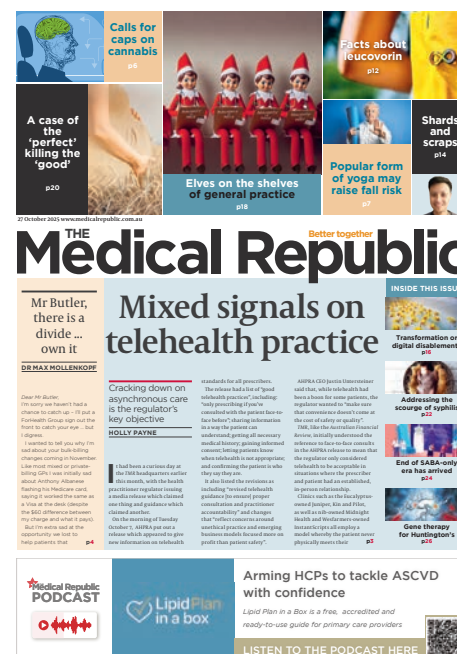 Calls for
caps on
cannabis
p6
A case of
the
'perfect'
killing the
'good'
p20
Elves on the shelves
of general practice
p18
Facts about
leucovorin
p12
Popular form
of yoga may
raise fall risk
p7
Shards
and
scraps
p14
27 October 2025 www.medicalrepublic.com.au
THE
Medical Republic
Better together
Mr Butler,
there is a
divide ...
own it
DR MAX MOLLENKOPF
Dear Mr Butler,
I'm sorry we haven't had a
chance to catch up – I'll put a
ForHealth Group sign out the
front to catch your eye .. but
I digress.
I wanted to tell you why I'm
sad about your bulk-billing
changes coming in November.
Like most mixed or private-
billing GPs I was initially sad
about Anthony Albanese
flashing his Medicare card,
saying it worked the same as
a Visa at the desk (despite
the $60 difference between
my charge and what it pays).
But I'm extra sad at the
opportunity we lost to
help patients that
p4
Mixed signals on
telehealth practice
Cracking down on
asynchronous care
is the regulator's
key objective
HOLLY PAYNE
It had been a curious day at
the TMR headquarters earlier
this month, with the health
practitioner regulator issuing
a media release which claimed
one thing and guidance which
claimed another.
On the morning of Tuesday
October 7, AHPRA put out a
release which appeared to give
new information on telehealth
standards for all prescribers.
The release had a list of "good
telehealth practice", including:
"only prescribing if you've
consulted with the patient face-to-
face before"; sharing information
in a way the patient can
understand; getting all necessary
medical history; gaining informed
consent; letting patients know
when telehealth is not appropriate;
and confirming the patient is who
they say they are.
It also listed the revisions as
including "revised telehealth
guidance [to ensure] proper
consultation and practitioner
accountability" and changes
that "reflect concerns around
unethical practice and emerging
business models focused more on
profit than patient safety".
AHPRA CEO Justin Untersteiner
said that, while telehealth had
been a boon for some patients, the
regulator wanted to "make sure
that convenience doesn't come at
the cost of safety or quality".
TMR, like the Australian Financial
Review, initially understood the
reference to face-to-face consults
in the AHPRA release to mean that
the regulator only considered
telehealth to be acceptable in
situations where the prescriber
and patient had an established,
in-person relationship.
Clinics such as the Eucalyptus-
owned Juniper, Kin and Pilot,
as well as nib-owned Midnight
Health and Wesfarmers-owned
InstantScripts all employ a
model whereby the patient never
physically meets their
p3
INSIDE THIS ISSU
Transformation on
digital disablement
p16
Addressing the
scourge of syphilis
p22
End of SABA-only
era has arrived
p24
Gene therapy
for Huntington's
p26
Medical Republic
PODCAST
LipidPlan
in a box
Arming HCPs to tackle ASCVD
with confidence
Lipid Plan in a Box is a free, accredited and
ready-to-use guide for primary care providers
LISTEN TO THE PODCAST HERE